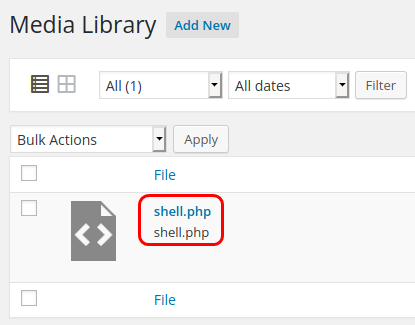 Media Library Add New
All (1) All dates Filter
Bulk Actions Apply
File
shell.php
shell.php
File